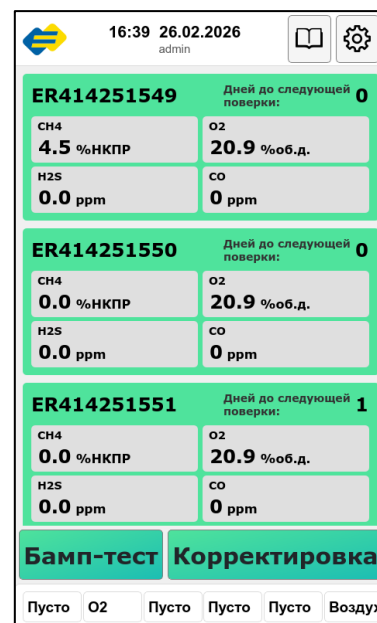 16:39 26.02.2026
admin
ER414251549 Дней до следующей поверки: 0
CH4 O2
4.5 %НКПР 20.9 %об.д.
H2S CO
0.0 ppm 0 ppm
ER414251550 Дней до следующей поверки: 0
CH4 O2
0.0 %НКПР 20.9 %об.д.
H2S CO
0.0 ppm 0 ppm
ER414251551 Дней до следующей поверки: 1
CH4 O2
0.0 %НКПР 20.9 %об.д.
H2S CO
0.0 ppm 0 ppm
Бамп-тест Корректировка
Пусто O2 Пусто Пусто Пусто Воздух